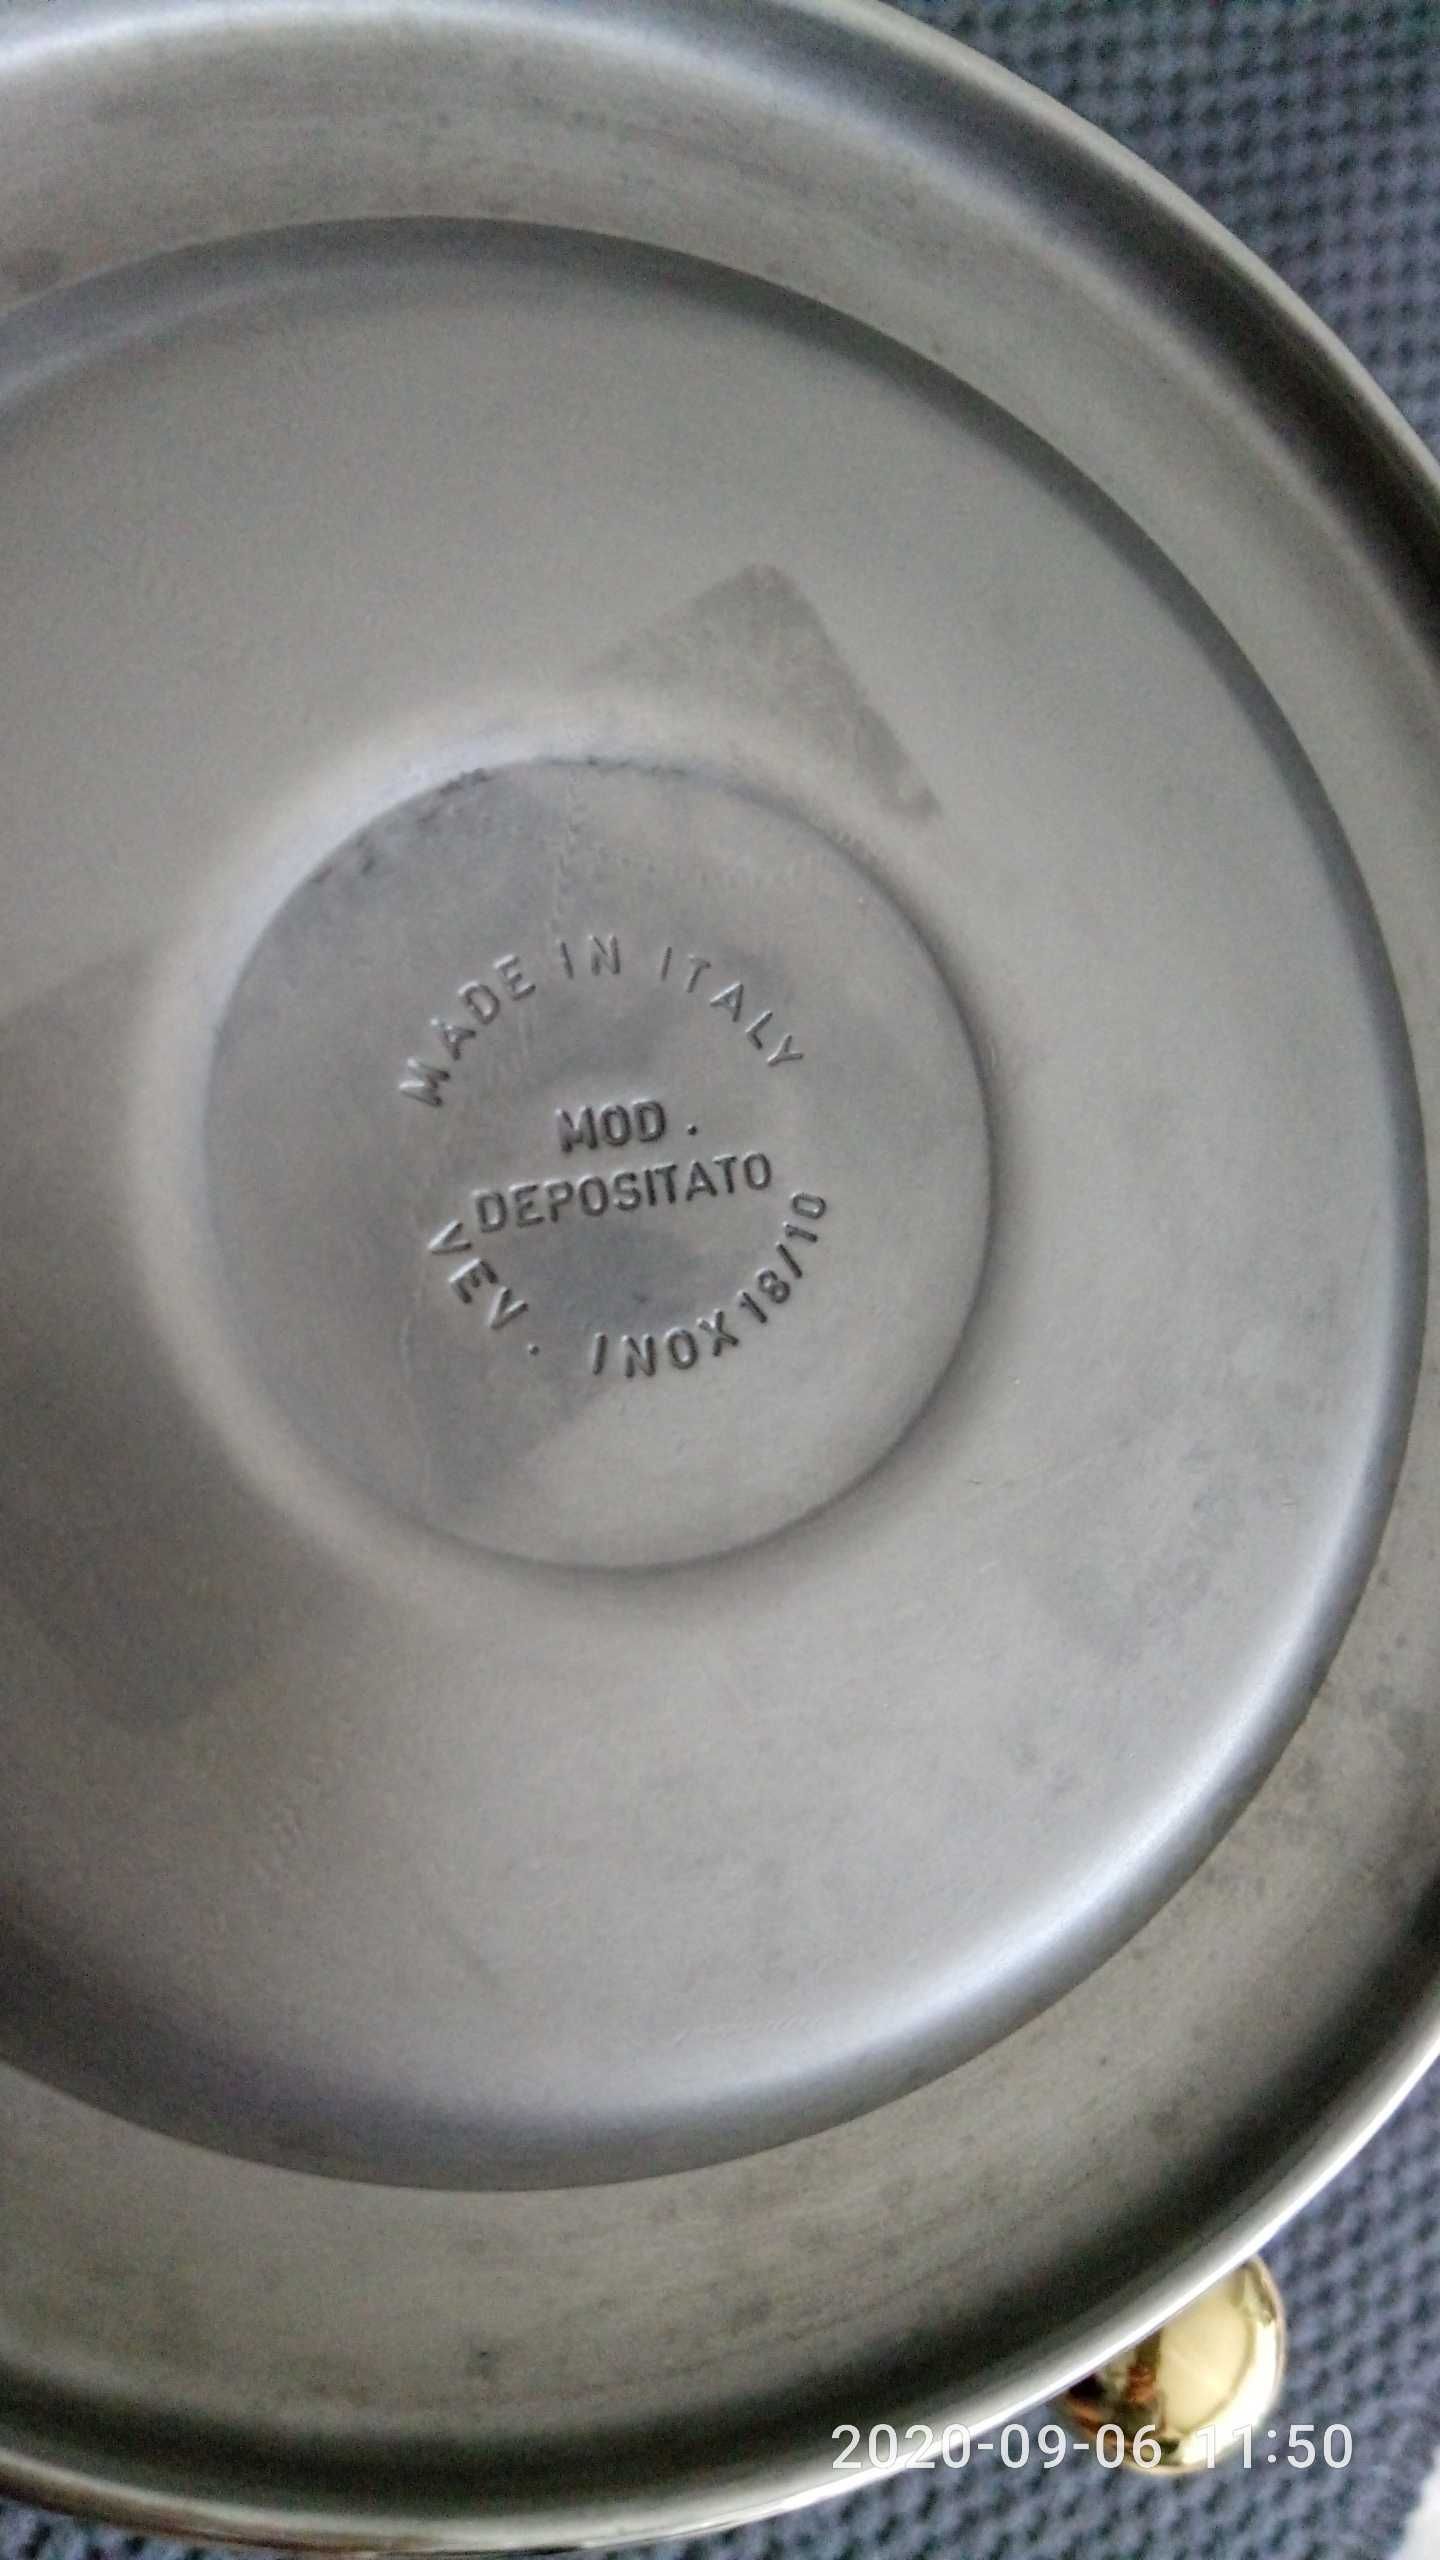 MADE IN ITALY
MOD.
DEPOSITATO
VEV. INOX 18/10
2020-09-06 11:50